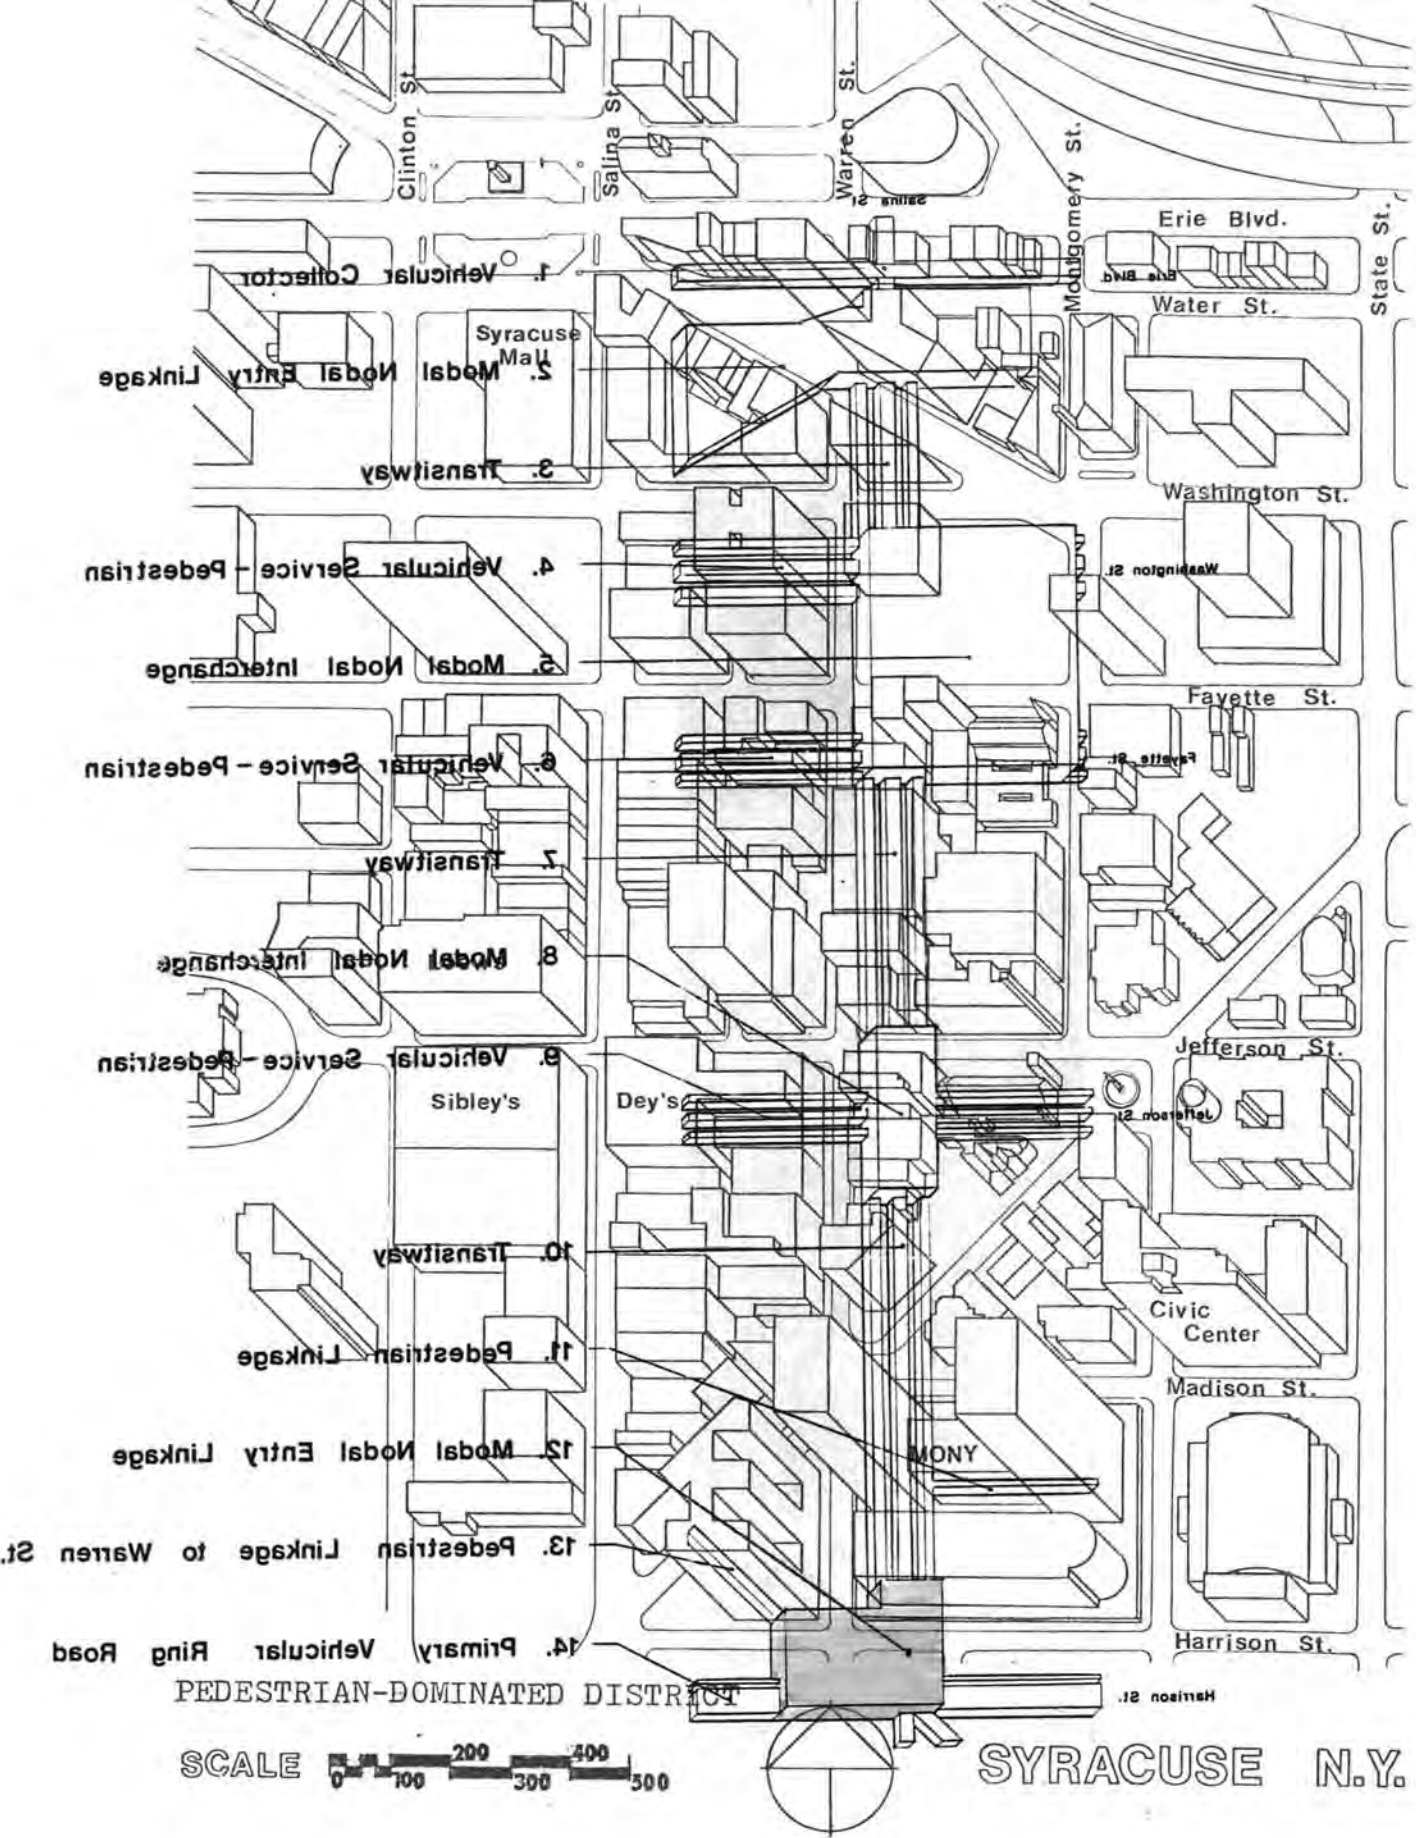 Clinton St.
Salina St.
Warren St.
Montgomery St.
State St.
Salina St
Erie Blvd.
Erie Blvd.
1. Vehicular Collector
Water St.
Syracuse
Mall
2. Modal Nodal Entry Linkage
3. Transitway
Washington St.
4. Vehicular Service - Pedestrian
Washington St.
5. Modal Nodal Interchange
Fayette St.
6. Vehicular Service - Pedestrian
Fayette St.
7. Transitway
8. Modal Nodal Interchange
Jefferson St.
9. Vehicular Service - Pedestrian
Sibley's
Dey's
Jefferson St.
10. Transitway
Civic
Center
11. Pedestrian Linkage
Madison St.
12. Modal Nodal Entry Linkage
MONY
13. Pedestrian Linkage to Warren St.
Harrison St.
14. Primary Vehicular Ring Road
PEDESTRIAN-DOMINATED DISTRICT
Harrison St.
SCALE 0 100 200 300 400 500
SYRACUSE N.Y.